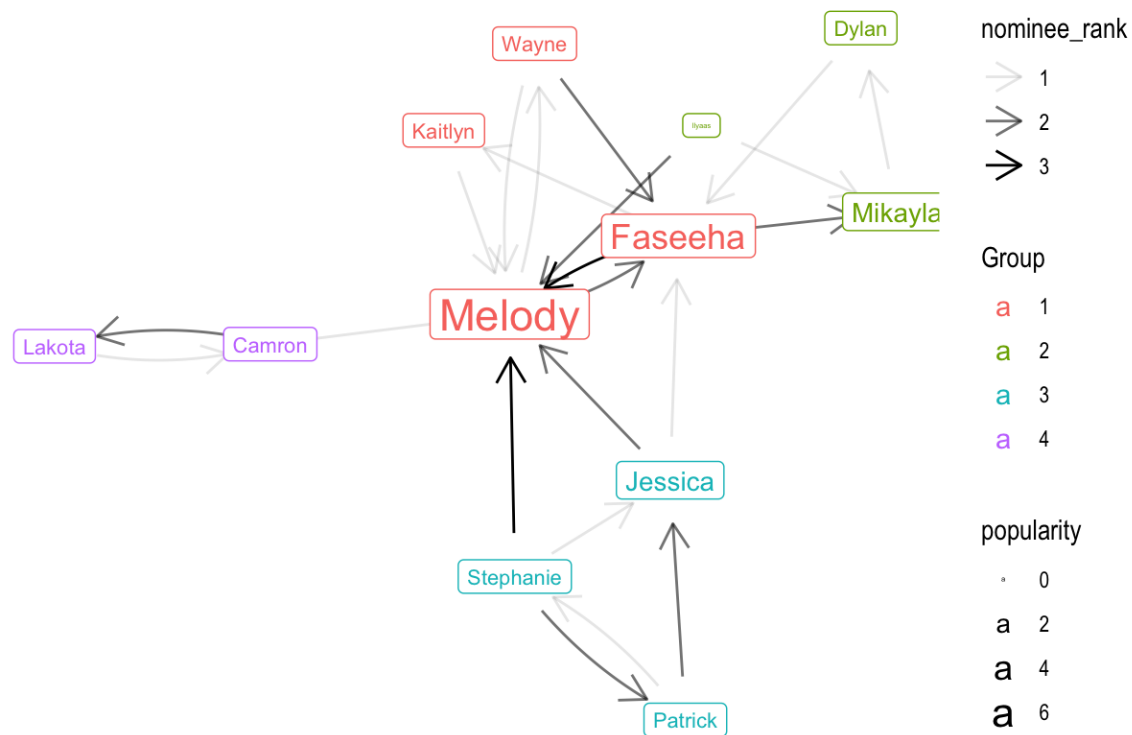 Wayne
Dylan
Kaitlyn
Ilyaas
Mikayla
Faseeha
Melody
Lakota
Camron
Jessica
Stephanie
Patrick
nominee_rank
1
2
3
Group
a 1
a 2
a 3
a 4
popularity
a 0
a 2
a 4
a 6